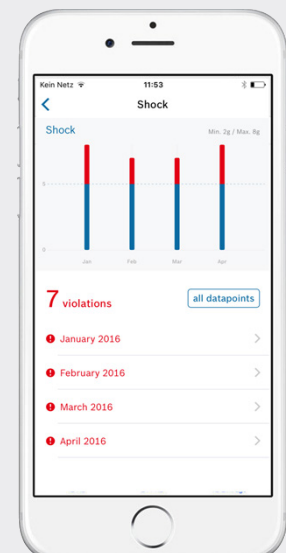 Kein Netz 11:53
Shock
Shock Min. 2g / Max. 8g
5
0
Jan Feb Mar Apr
7 violations all datapoints
January 2016
February 2016
March 2016
April 2016